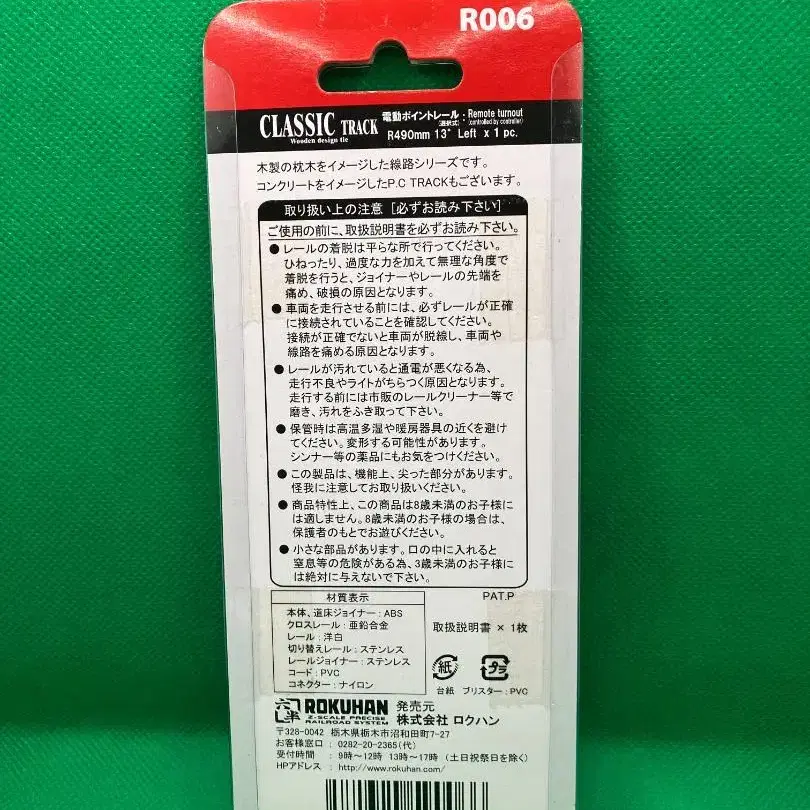 R006
CLASSIC TRACK
Wooden design tie
電動ポイントレール : Remote turnout
(選択式) (controlled by controller)
R490mm 13° Left x 1 pc.
木製の枕木をイメージした線路シリーズです。
コンクリートをイメージしたP.C TRACKもございます。
取り扱い上の注意 [必ずお読み下さい]
ご使用の前に、取扱説明書を必ずお読み下さい。
● レールの着脱は平らな所で行ってください。
ひねったり、過度な力を加えて無理な角度で
着脱を行うと、ジョイナーやレールの先端を
痛め、破損の原因となります。
● 車両を走行させる前には、必ずレールが正確
に接続されていることを確認してください。
接続が正確でないと車両が脱線し、車両や
線路を痛める原因となります。
● レールが汚れていると通電が悪くなる為、
走行不良やライトがちらつく原因となります。
走行する前には市販のレールクリーナー等で
磨き、汚れをふき取って下さい。
● 保管時は高温多湿や暖房器具の近くを避け
てください。変形する可能性があります。
シンナー等の薬品にもお気をつけください。
● この製品は、機能上、尖った部分があります。
怪我に注意してお取り扱いください。
● 商品特性上、この商品は8歳未満のお子様に
は適しません。8歳未満のお子様の場合は、
保護者のもとでお遊びください。
● 小さな部品があります。口の中に入れると
窒息等の危険がある為、3歳未満のお子様に
は絶対に与えないで下さい。
材質表示
本体、道床ジョイナー : ABS
クロスレール : 亜鉛合金
レール : 洋白
切り替えレール : ステンレス
レールジョイナー : ステンレス
コード : PVC
コネクター : ナイロン
PAT.P
取扱説明書 × 1枚
紙 プラ
台紙 ブリスター : PVC
六半 ROKUHAN
Z-SCALE PRECISE
RAILROAD SYSTEM
発売元
株式会社 ロクハン
〒328-0042 栃木県栃木市沼和田町7-27
お客様窓口 : 0282-20-2365(代)
受付時間 : 9時〜12時 13時〜17時 (土日祝祭日を除く)
HPアドレス : http://www.rokuhan.com/